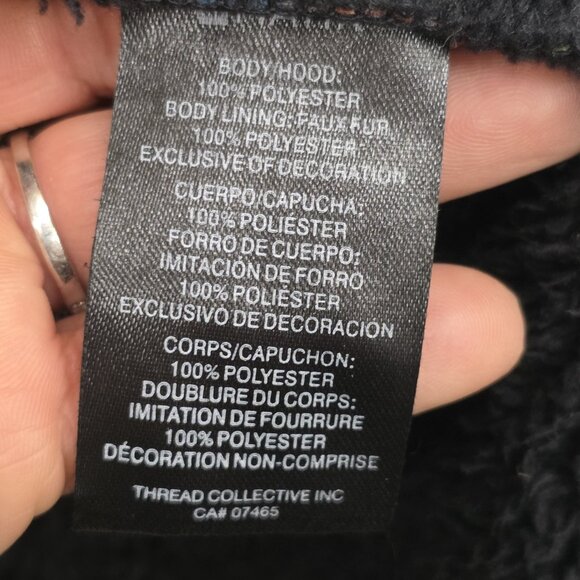 BODY/HOOD:
100% POLYESTER
BODY LINING: FAUX FUR
100% POLYESTER
EXCLUSIVE OF DECORATION
CUERPO/CAPUCHA:
100% POLIÉSTER
FORRO DE CUERPO:
IMITACIÓN DE FORRO
100% POLIÉSTER
EXCLUSIVO DE DECORACIÓN
CORPS/CAPUCHON:
100% POLYESTER
DOUBLURE DU CORPS:
IMITATION DE FOURRURE
100% POLYESTER
DÉCORATION NON-COMPRISE
THREAD COLLECTIVE INC
CA# 07465